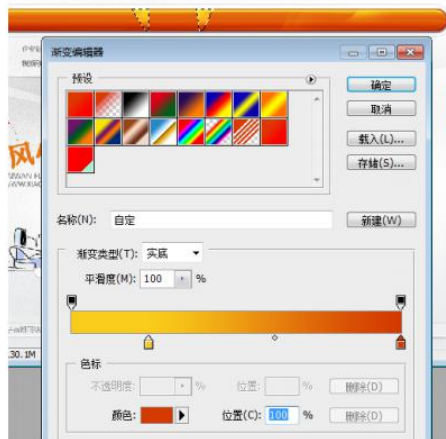 渐变编辑器
预设
确定
取消
载入(L)...
存储(S)...
名称(N): 自定
新建(W)
渐变类型(T): 实底
平滑度(M): 100 %
色标
不透明度: % 位置: % 删除(D)
颜色: 位置(C): 100 % 删除(D)
30.1M